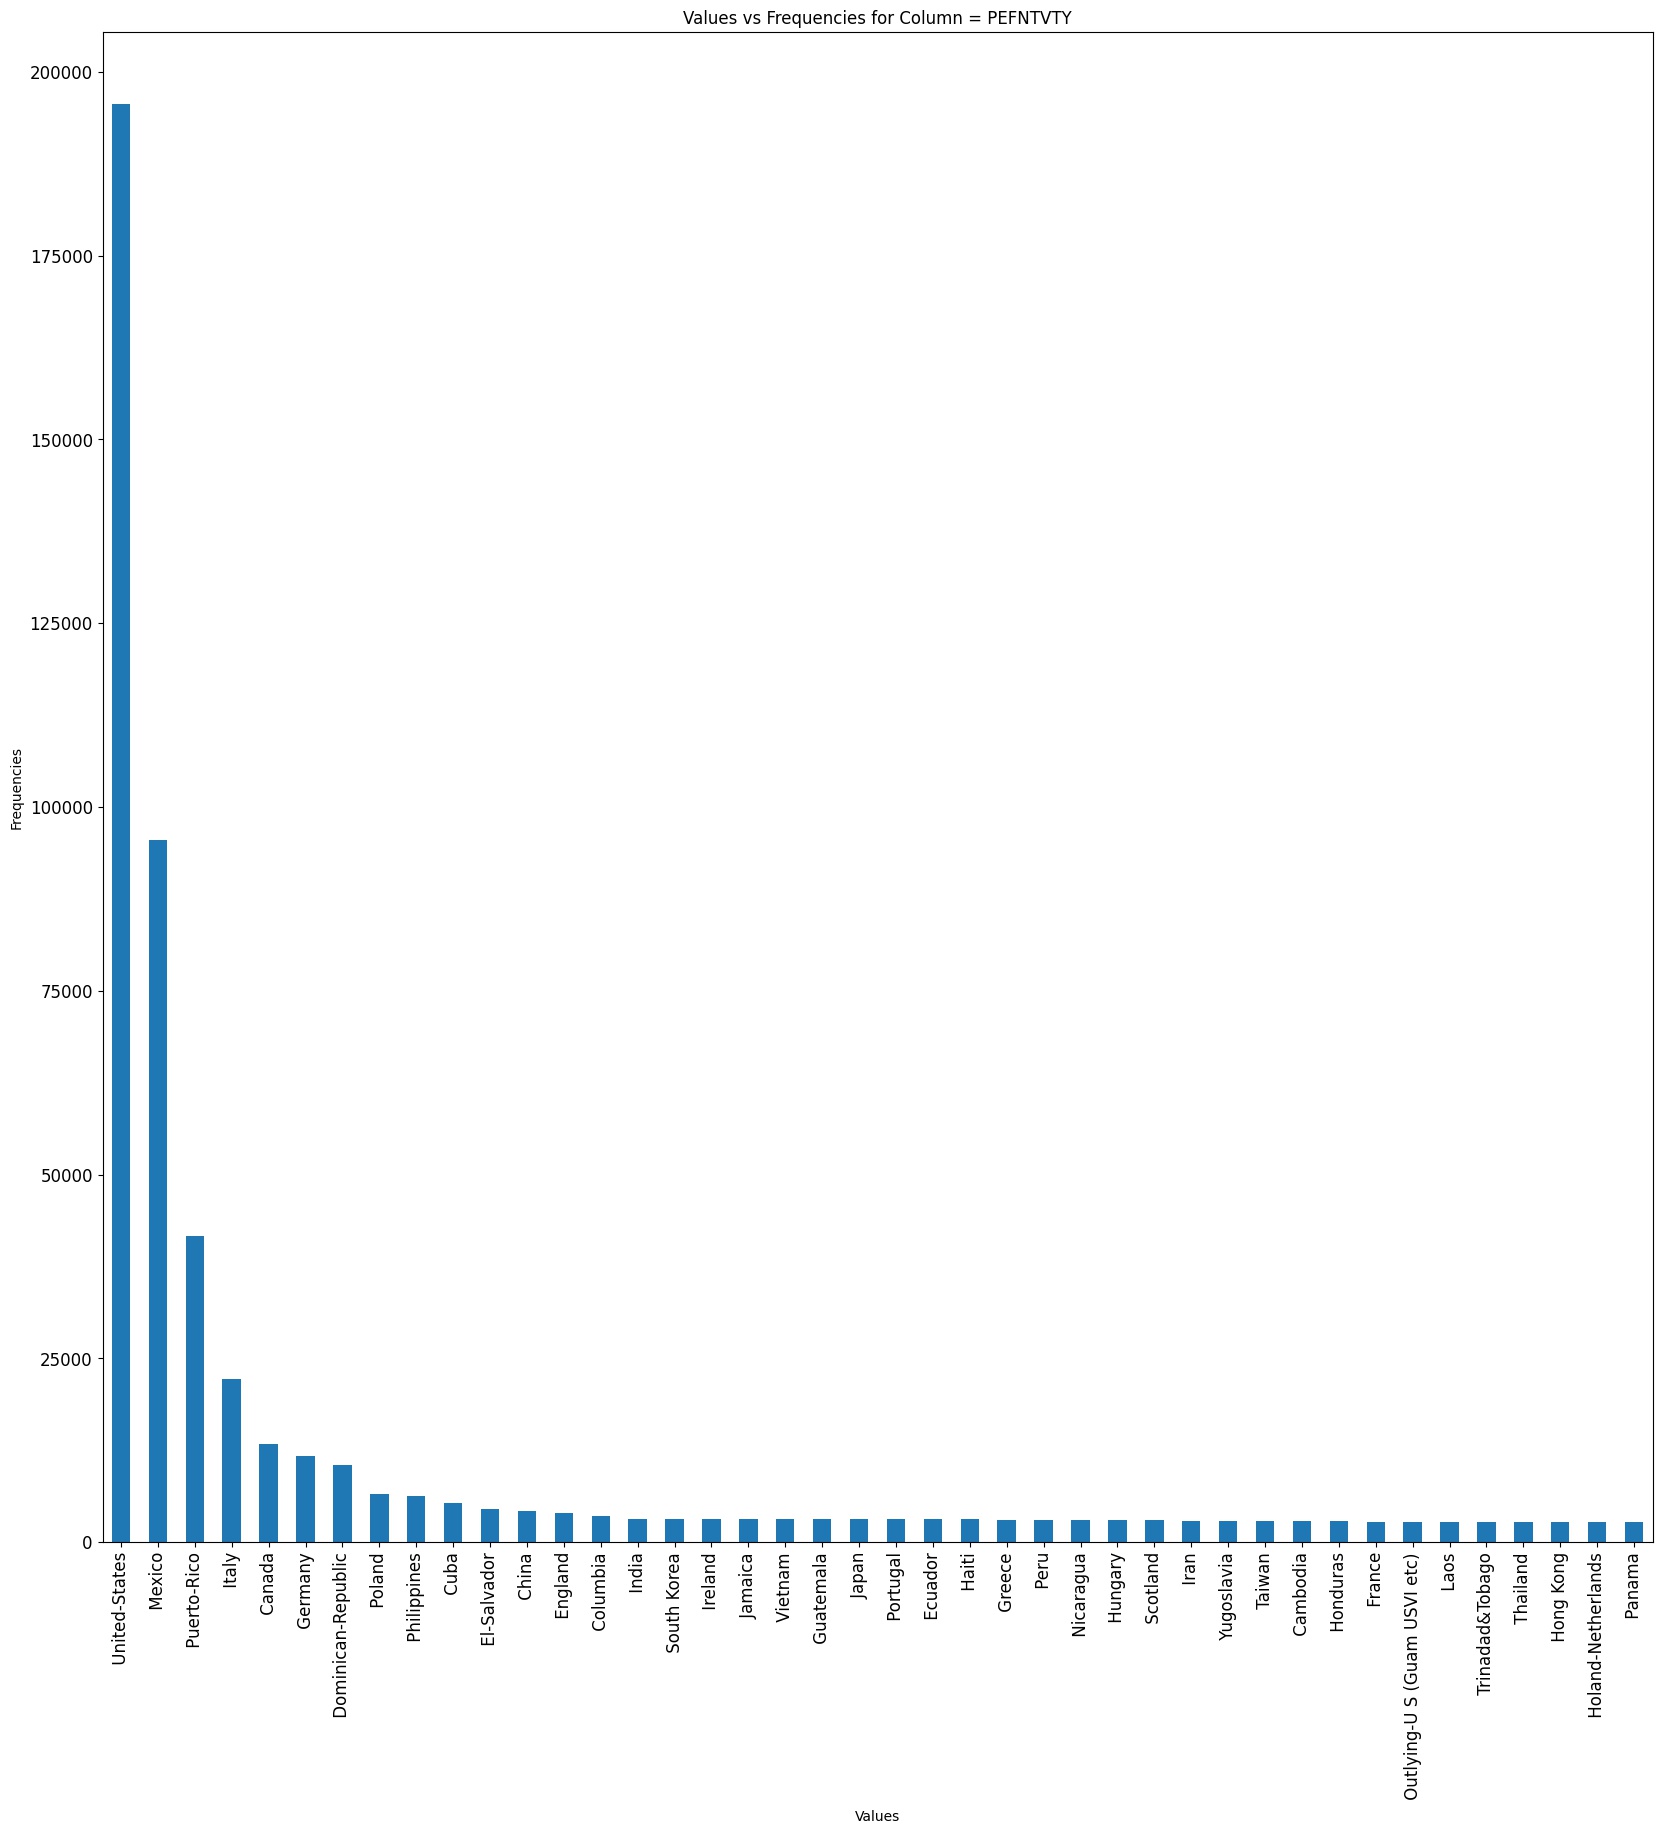 Values vs Frequencies for Column = PEFNTVTY
200000
175000
150000
125000
100000
75000
50000
25000
0
Frequencies
United-States
Mexico
Puerto-Rico
Italy
Canada
Germany
Dominican-Republic
Poland
Philippines
Cuba
El-Salvador
China
England
Columbia
India
South Korea
Ireland
Jamaica
Vietnam
Guatemala
Japan
Portugal
Ecuador
Haiti
Greece
Peru
Nicaragua
Hungary
Scotland
Iran
Yugoslavia
Taiwan
Cambodia
Honduras
France
Outlying-U S (Guam USVI etc)
Laos
Trinadad&Tobago
Thailand
Hong Kong
Holand-Netherlands
Panama
Values